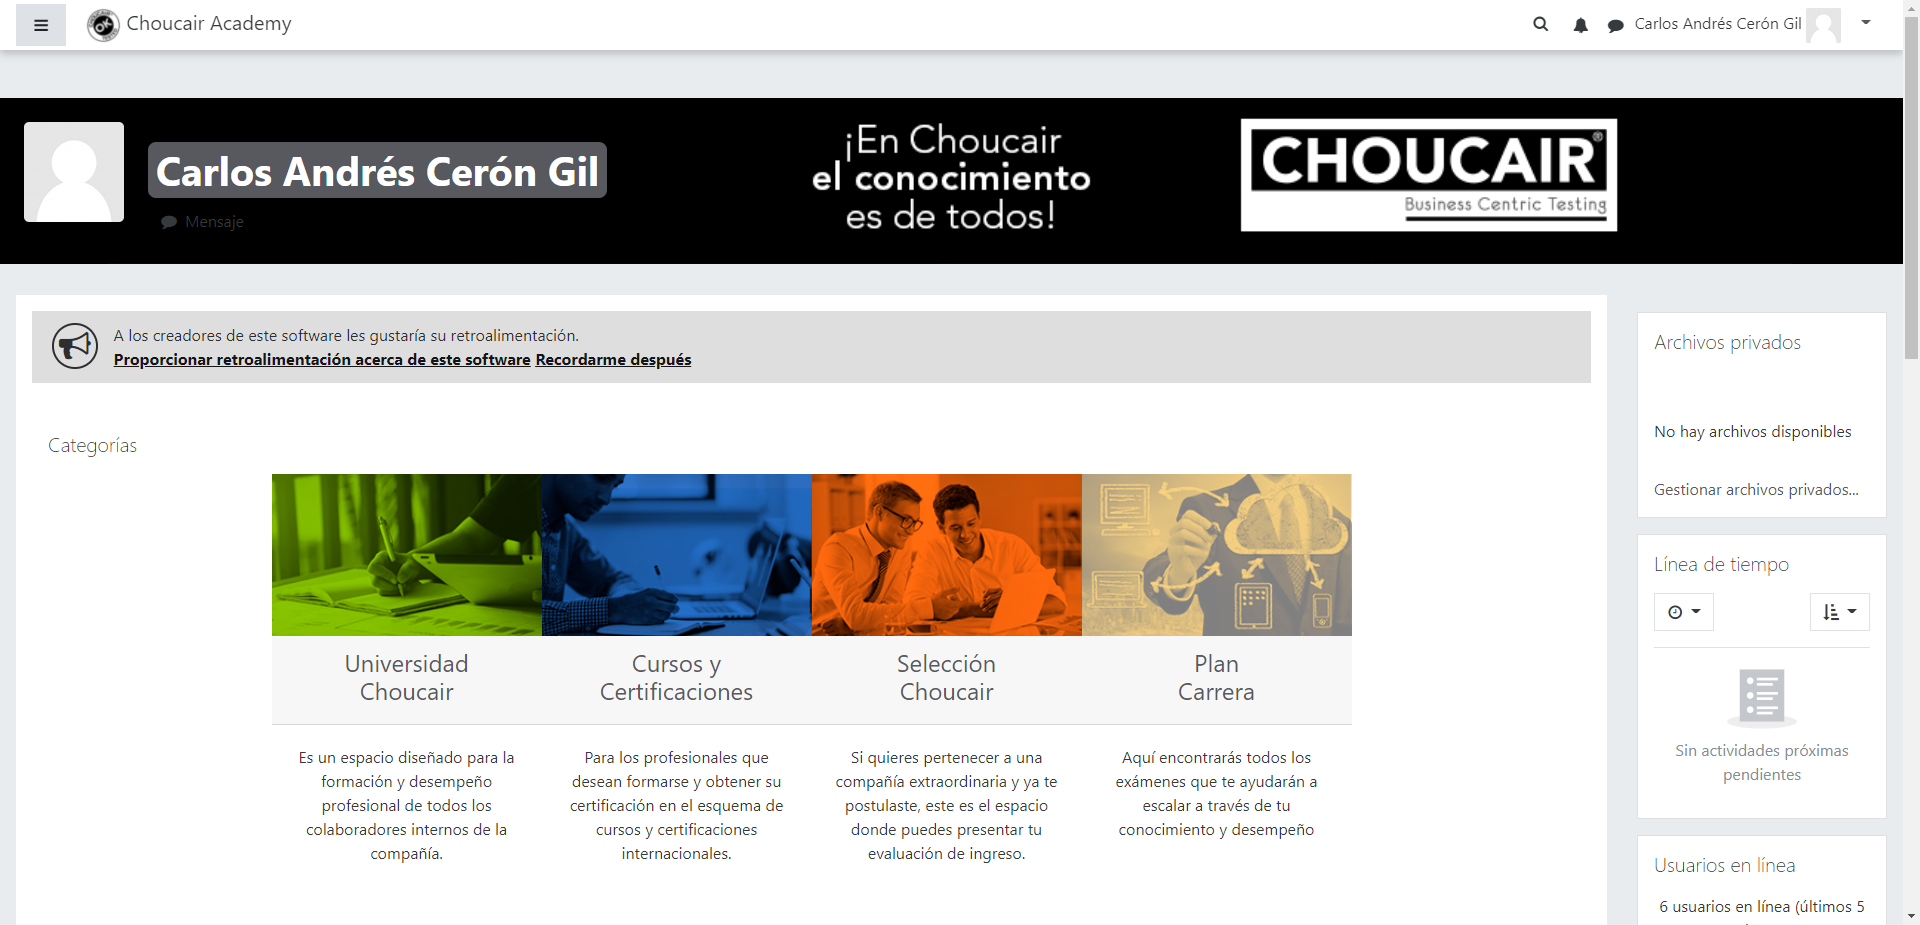 Choucair Academy
Carlos Andrés Cerón Gil
Carlos Andrés Cerón Gil
Mensaje
¡En Choucair
el conocimiento
es de todos!
CHOUCAIR®
Business Centric Testing
A los creadores de este software les gustaría su retroalimentación.
Proporcionar retroalimentación acerca de este software Recordarme después
Categorías
Universidad
Choucair
Es un espacio diseñado para la
formación y desempeño
profesional de todos los
colaboradores internos de la
compañía.
Cursos y
Certificaciones
Para los profesionales que
desean formarse y obtener su
certificación en el esquema de
cursos y certificaciones
internacionales.
Selección
Choucair
Si quieres pertenecer a una
compañía extraordinaria y ya te
postulaste, este es el espacio
donde puedes presentar tu
evaluación de ingreso.
Plan
Carrera
Aquí encontrarás todos los
exámenes que te ayudarán a
escalar a través de tu
conocimiento y desempeño
Archivos privados
No hay archivos disponibles
Gestionar archivos privados...
Línea de tiempo
Sin actividades próximas
pendientes
Usuarios en línea
6 usuarios en línea (últimos 5